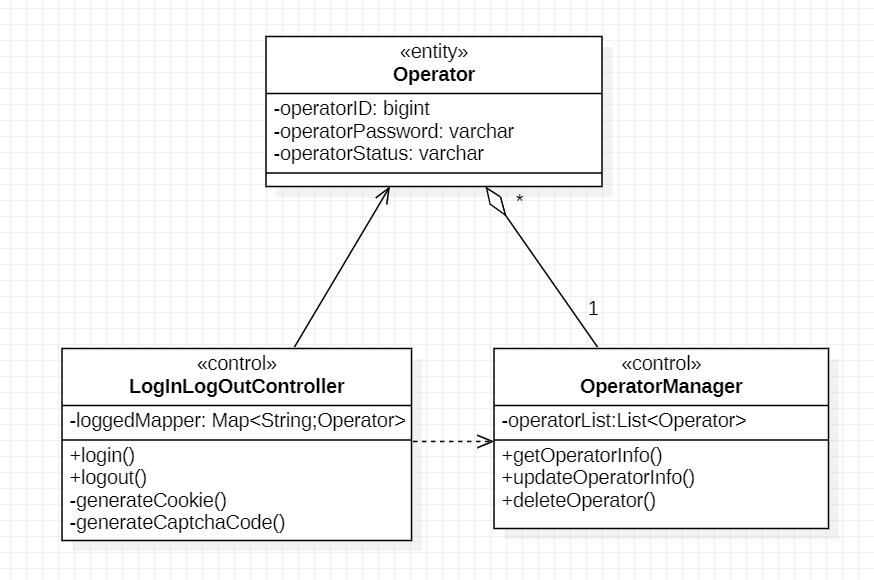 «entity»
Operator
-operatorID: bigint
-operatorPassword: varchar
-operatorStatus: varchar
*
1
«control»
LogInLogOutController
-loggedMapper: Map<String;Operator>
+login()
+logout()
-generateCookie()
-generateCaptchaCode()
«control»
OperatorManager
-operatorList:List<Operator>
+getOperatorInfo()
+updateOperatorInfo()
+deleteOperator()